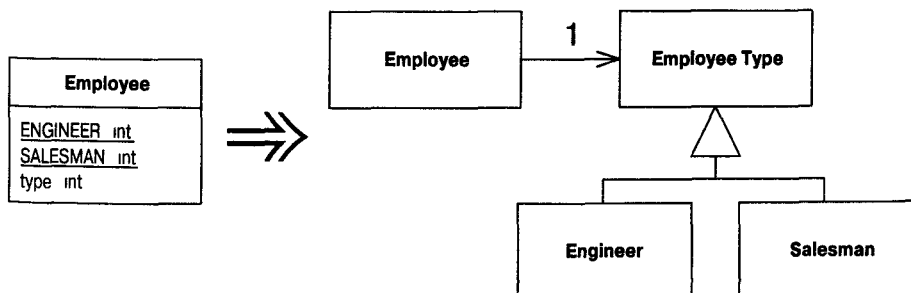 Employee
ENGINEER int
SALESMAN int
type int
Employee
1
Employee Type
Engineer
Salesman